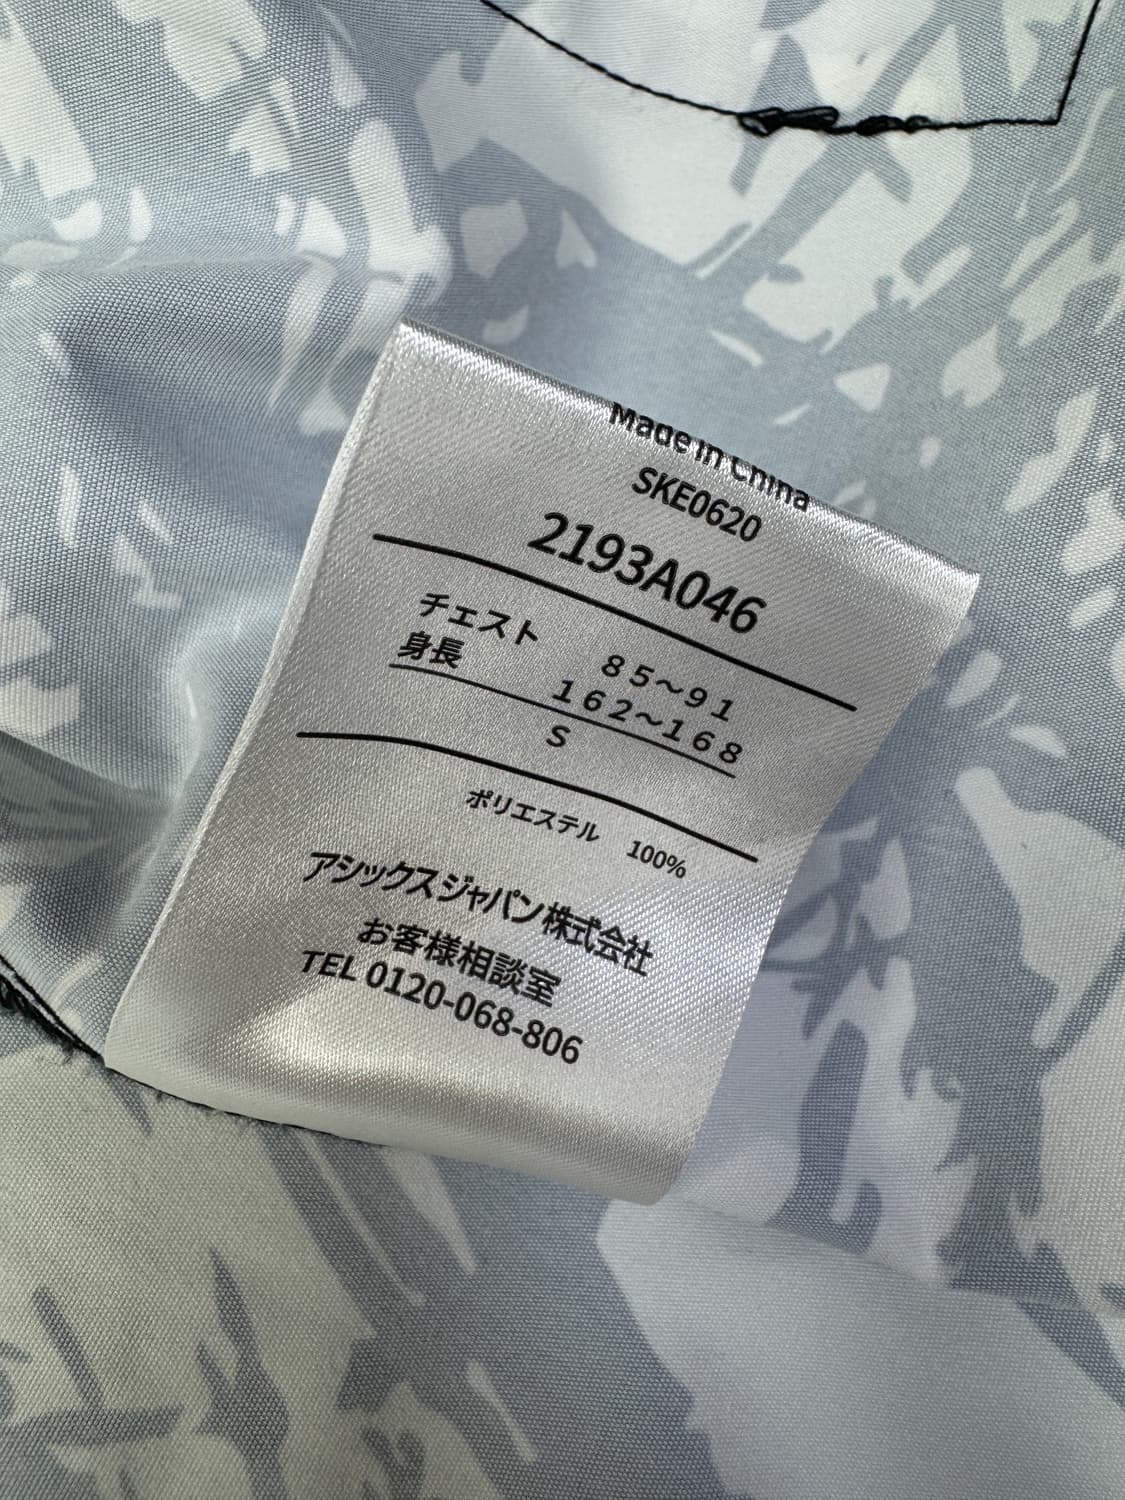 Made in China
SKE0620
2193A046
チェスト 85～91
身長 162～168
S
ポリエステル 100%
アシックスジャパン株式会社
お客様相談室
TEL 0120-068-806